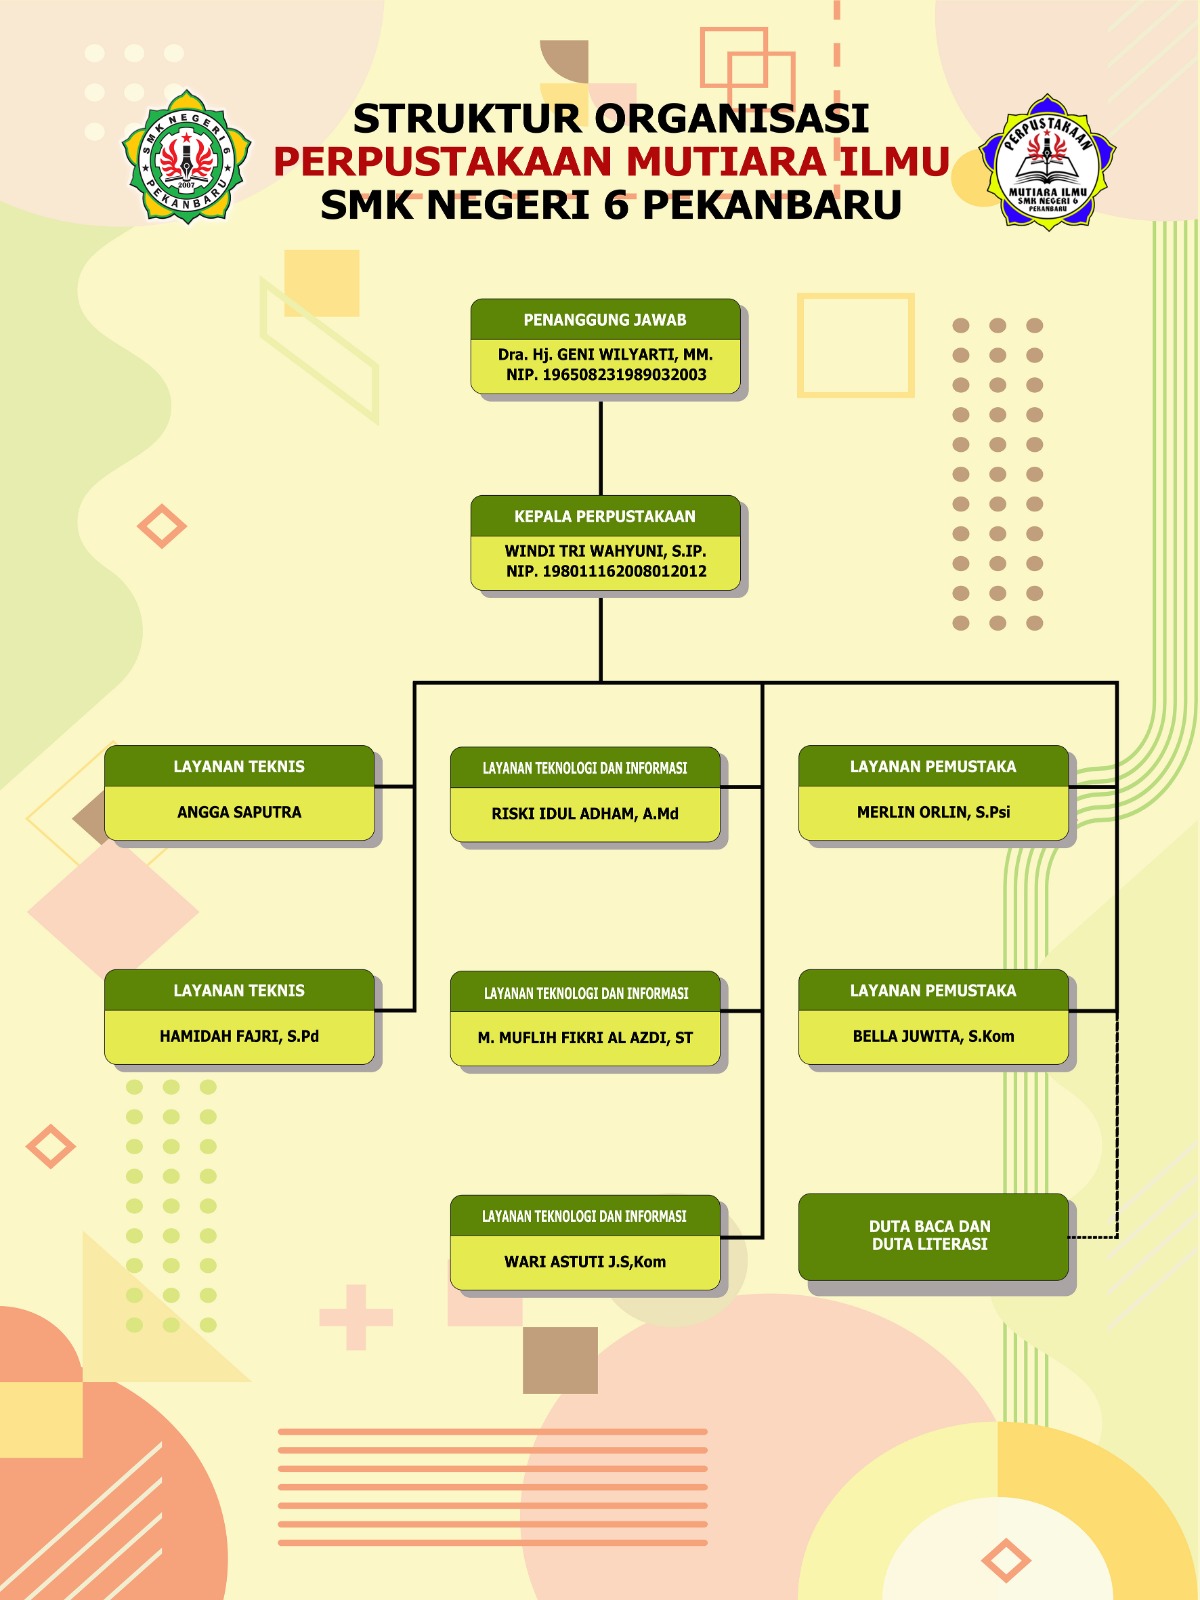 STRUKTUR ORGANISASI
PERPUSTAKAAN MUTIARA ILMU
SMK NEGERI 6 PEKANBARU
SMK NEGERI 6
2007
PEKANBARU
PERPUSTAKAAN
MUTIARA ILMU
SMK NEGERI 6
PEKANBARU
PENANGGUNG JAWAB
Dra. Hj. GENI WILYARTI, MM.
NIP. 196508231989032003
KEPALA PERPUSTAKAAN
WINDI TRI WAHYUNI, S.IP.
NIP. 198011162008012012
LAYANAN TEKNIS
ANGGA SAPUTRA
LAYANAN TEKNOLOGI DAN INFORMASI
RISKI IDUL ADHAM, A.Md
LAYANAN PEMUSTAKA
MERLIN ORLIN, S.Psi
LAYANAN TEKNIS
HAMIDAH FAJRI, S.Pd
LAYANAN TEKNOLOGI DAN INFORMASI
M. MUFLIH FIKRI AL AZDI, ST
LAYANAN PEMUSTAKA
BELLA JUWITA, S.Kom
LAYANAN TEKNOLOGI DAN INFORMASI
WARI ASTUTI J.S,Kom
DUTA BACA DAN
DUTA LITERASI